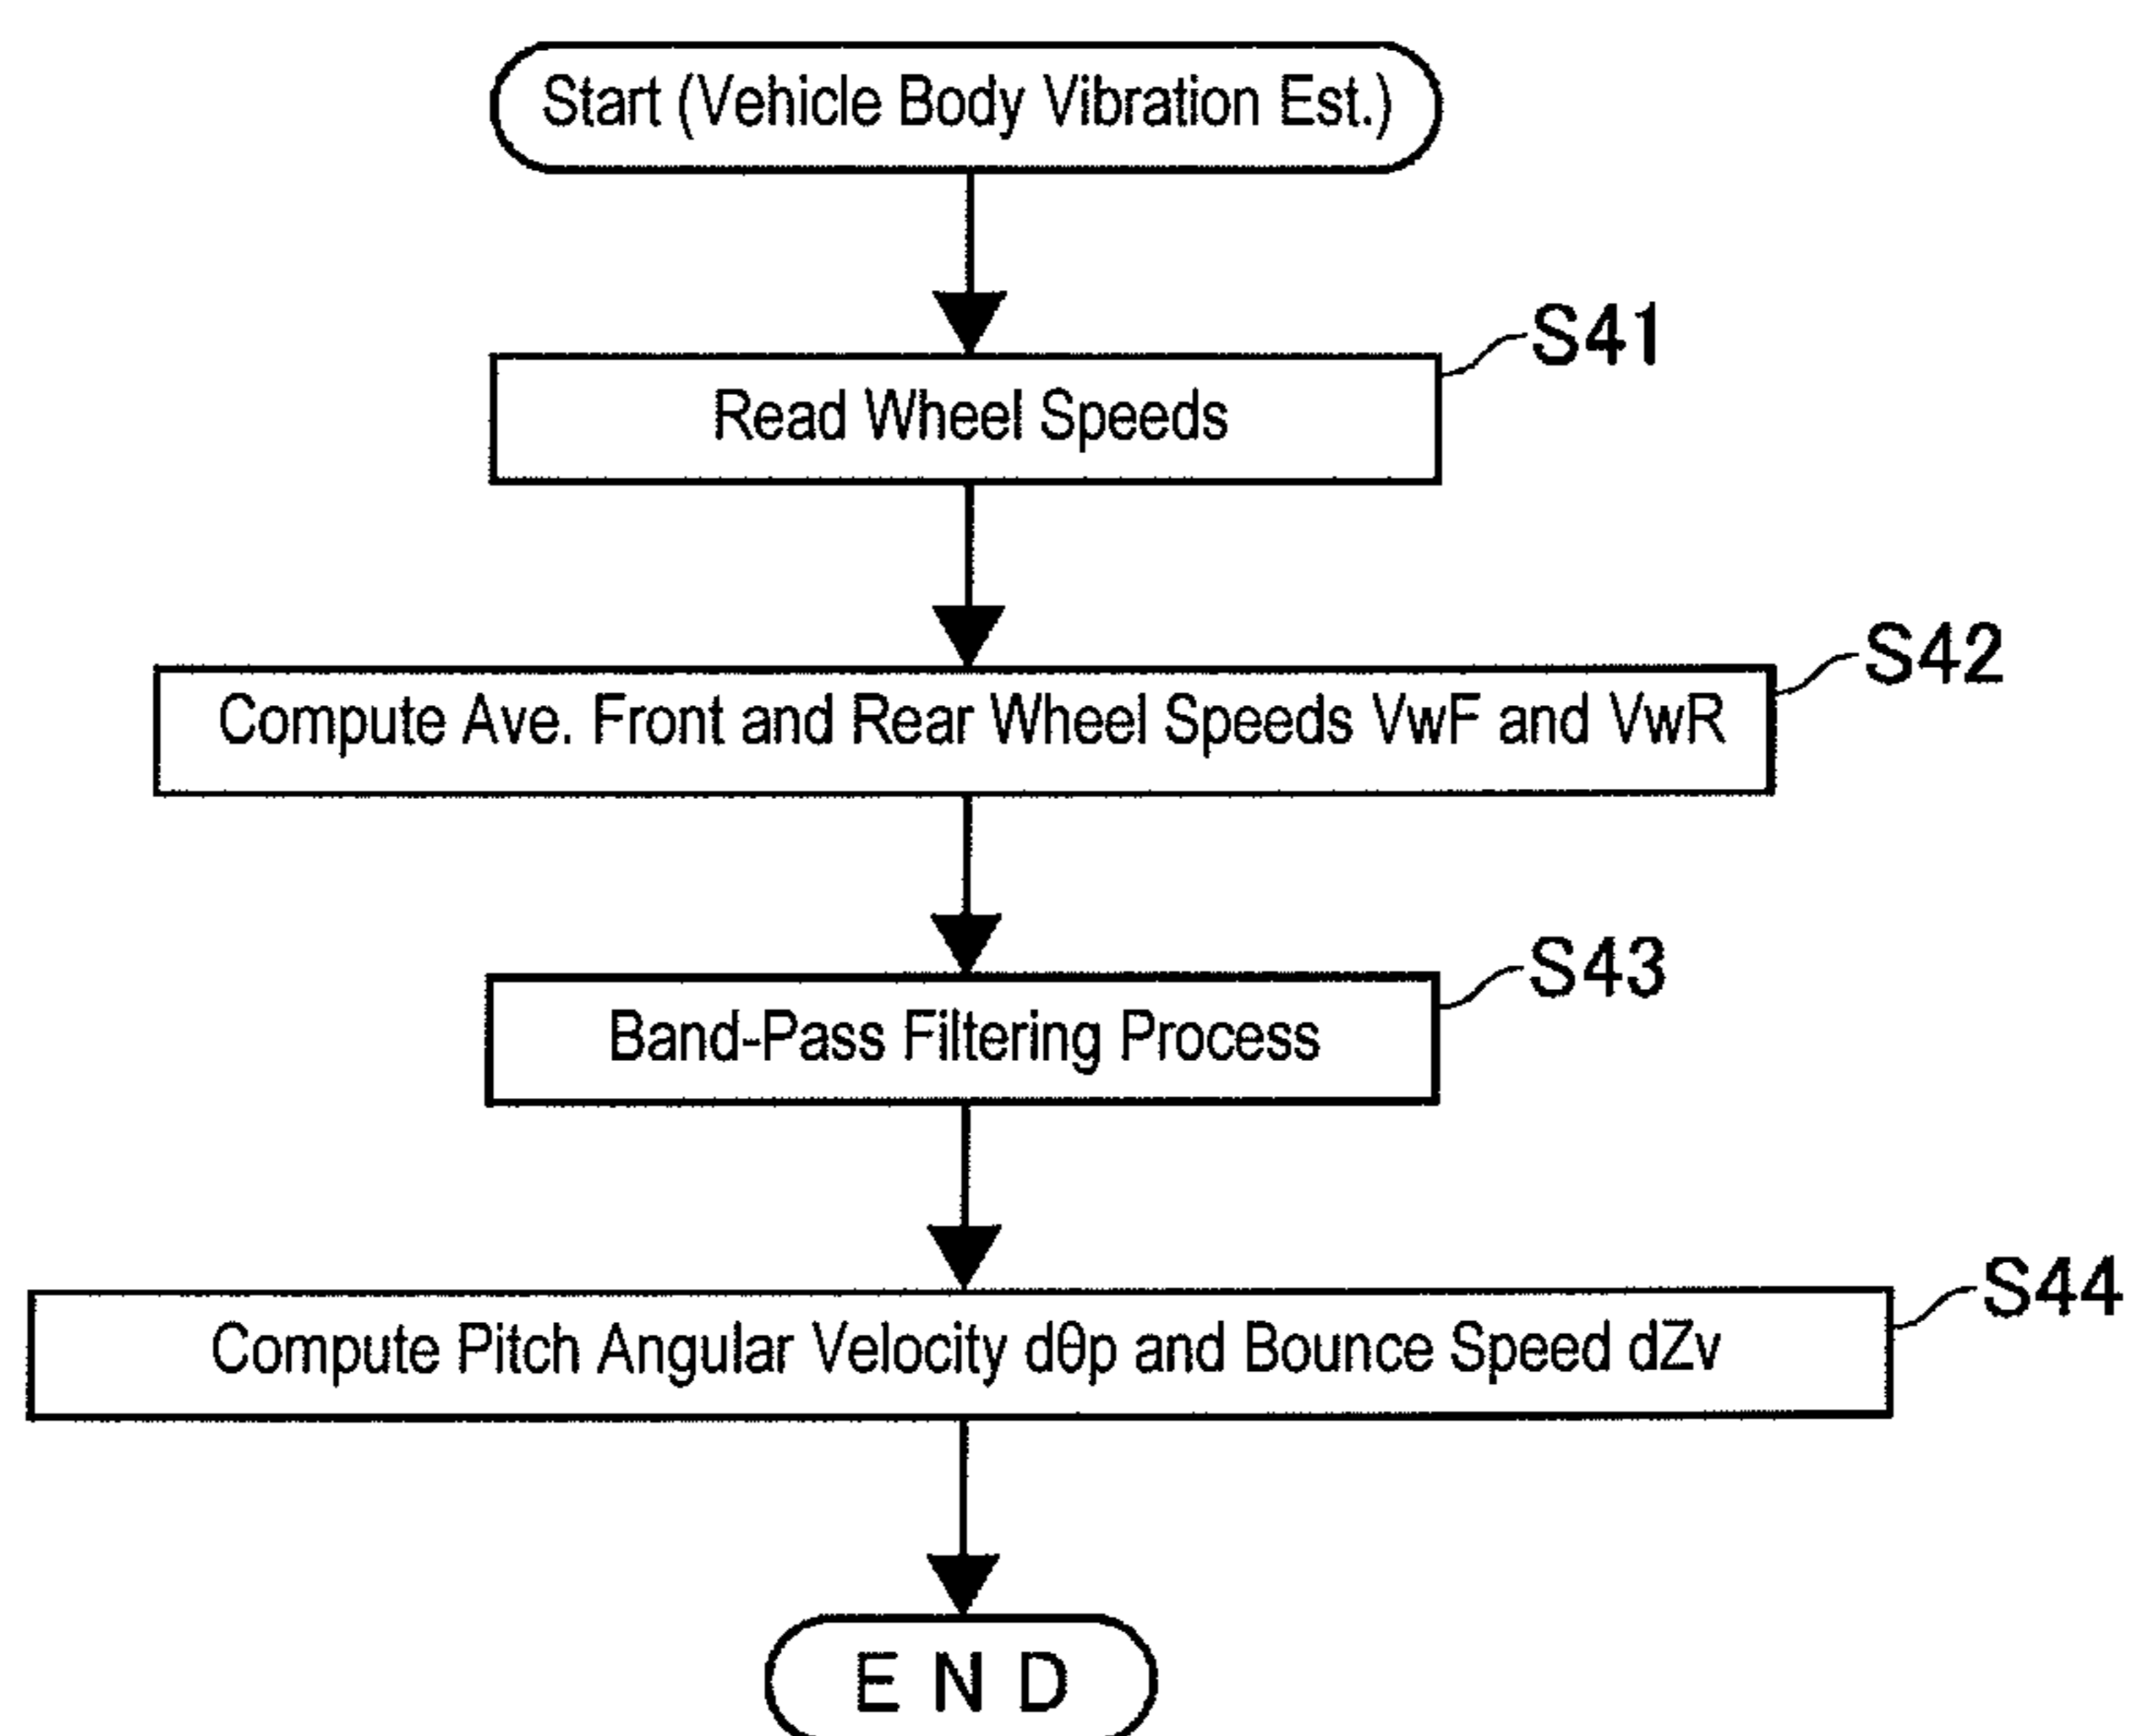 Start (Vehicle Body Vibration Est.)
S41
Read Wheel Speeds
S42
Compute Ave. Front and Rear Wheel Speeds VwF and VwR
S43
Band-Pass Filtering Process
S44
Compute Pitch Angular Velocity dθp and Bounce Speed dZv
E N D